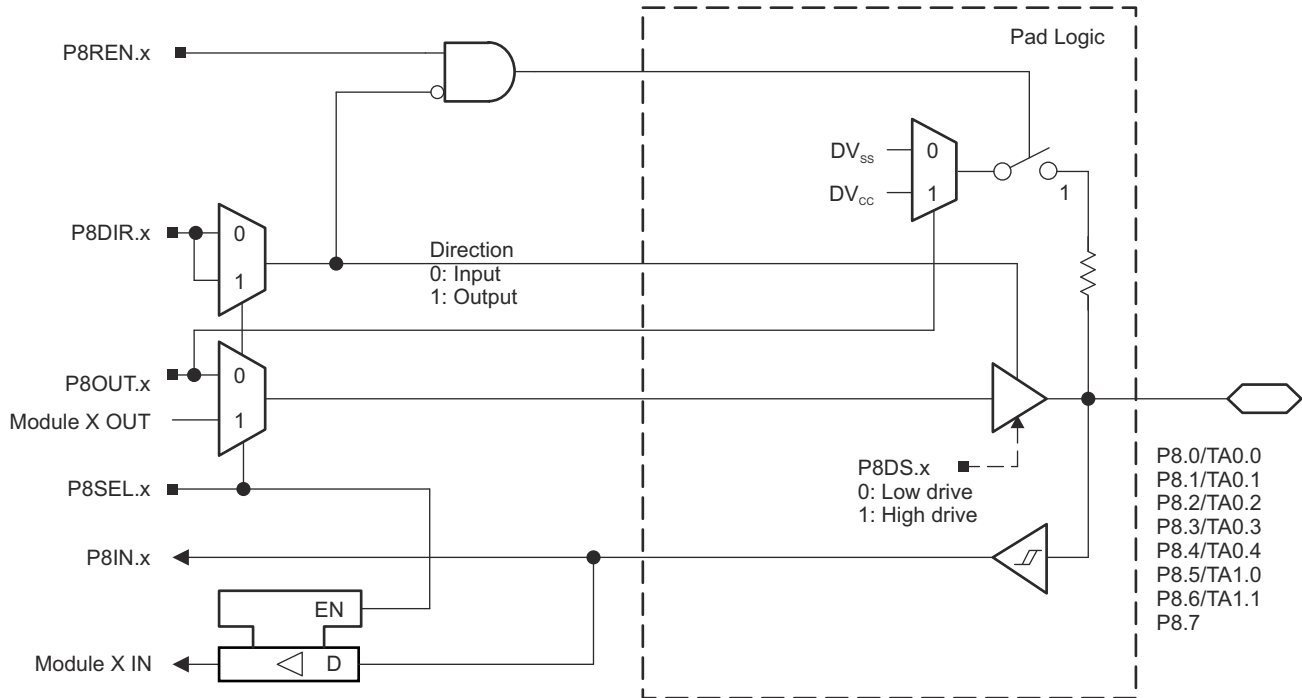 Pad Logic
P8REN.x
DVSS
0
DVCC
1
1
P8DIR.x
0
1
Direction
0: Input
1: Output
P8OUT.x
0
Module X OUT
1
P8SEL.x
P8DS.x
0: Low drive
1: High drive
P8IN.x
EN
D
Module X IN
P8.0/TA0.0
P8.1/TA0.1
P8.2/TA0.2
P8.3/TA0.3
P8.4/TA0.4
P8.5/TA1.0
P8.6/TA1.1
P8.7